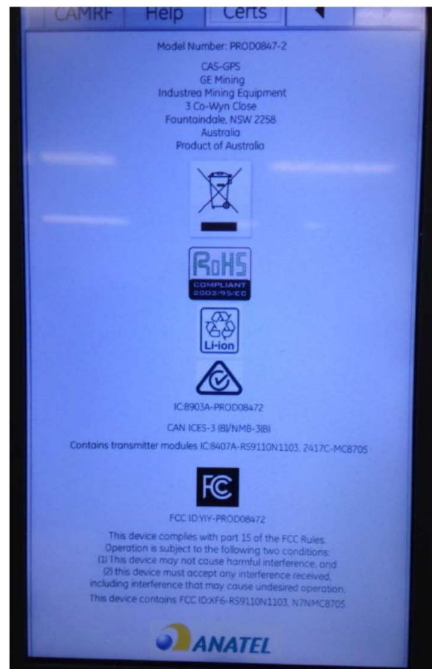 CAMRF Help Certs
Model Number: PROD0847-2
CAS-GPS
GE Mining
Industrea Mining Equipment
3 Co-Wyn Close
Fountaindale, NSW 2258
Australia
Product of Australia
RoHS
COMPLIANT
2002/95/EC
Li-ion
IC:8903A-PROD08472
CAN ICES-3 (B)/NMB-3(B)
Contains transmitter modules IC:8407A-RS9110N1103, 2417C-MC8705
FC
FCC ID:YIY-PROD08472
This device complies with part 15 of the FCC Rules.
Operation is subject to the following two conditions:
(1) This device may not cause harmful interference, and
(2) this device must accept any interference received,
including interference that may cause undesired operation.
This device contains FCC ID:XF6-RS9110N1103, N7NMC8705
ANATEL